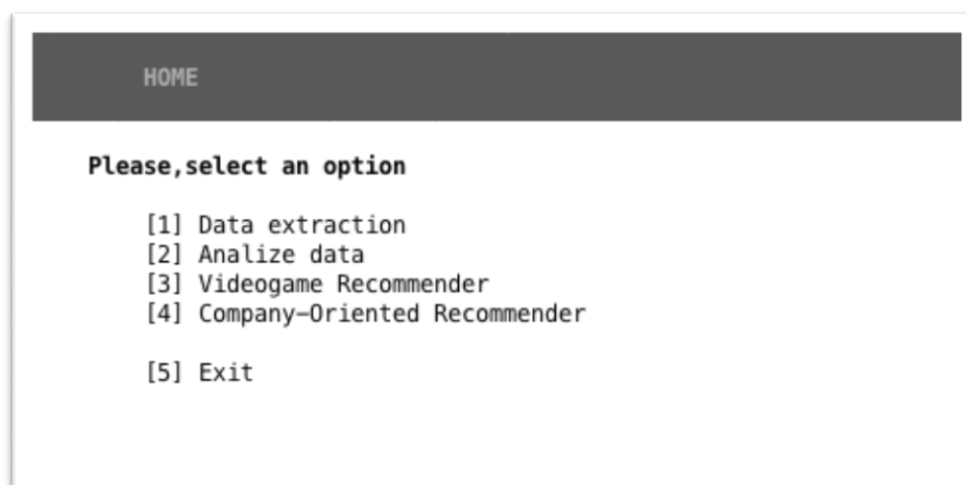 HOME
Please,select an option
[1] Data extraction
[2] Analize data
[3] Videogame Recommender
[4] Company-Oriented Recommender
[5] Exit